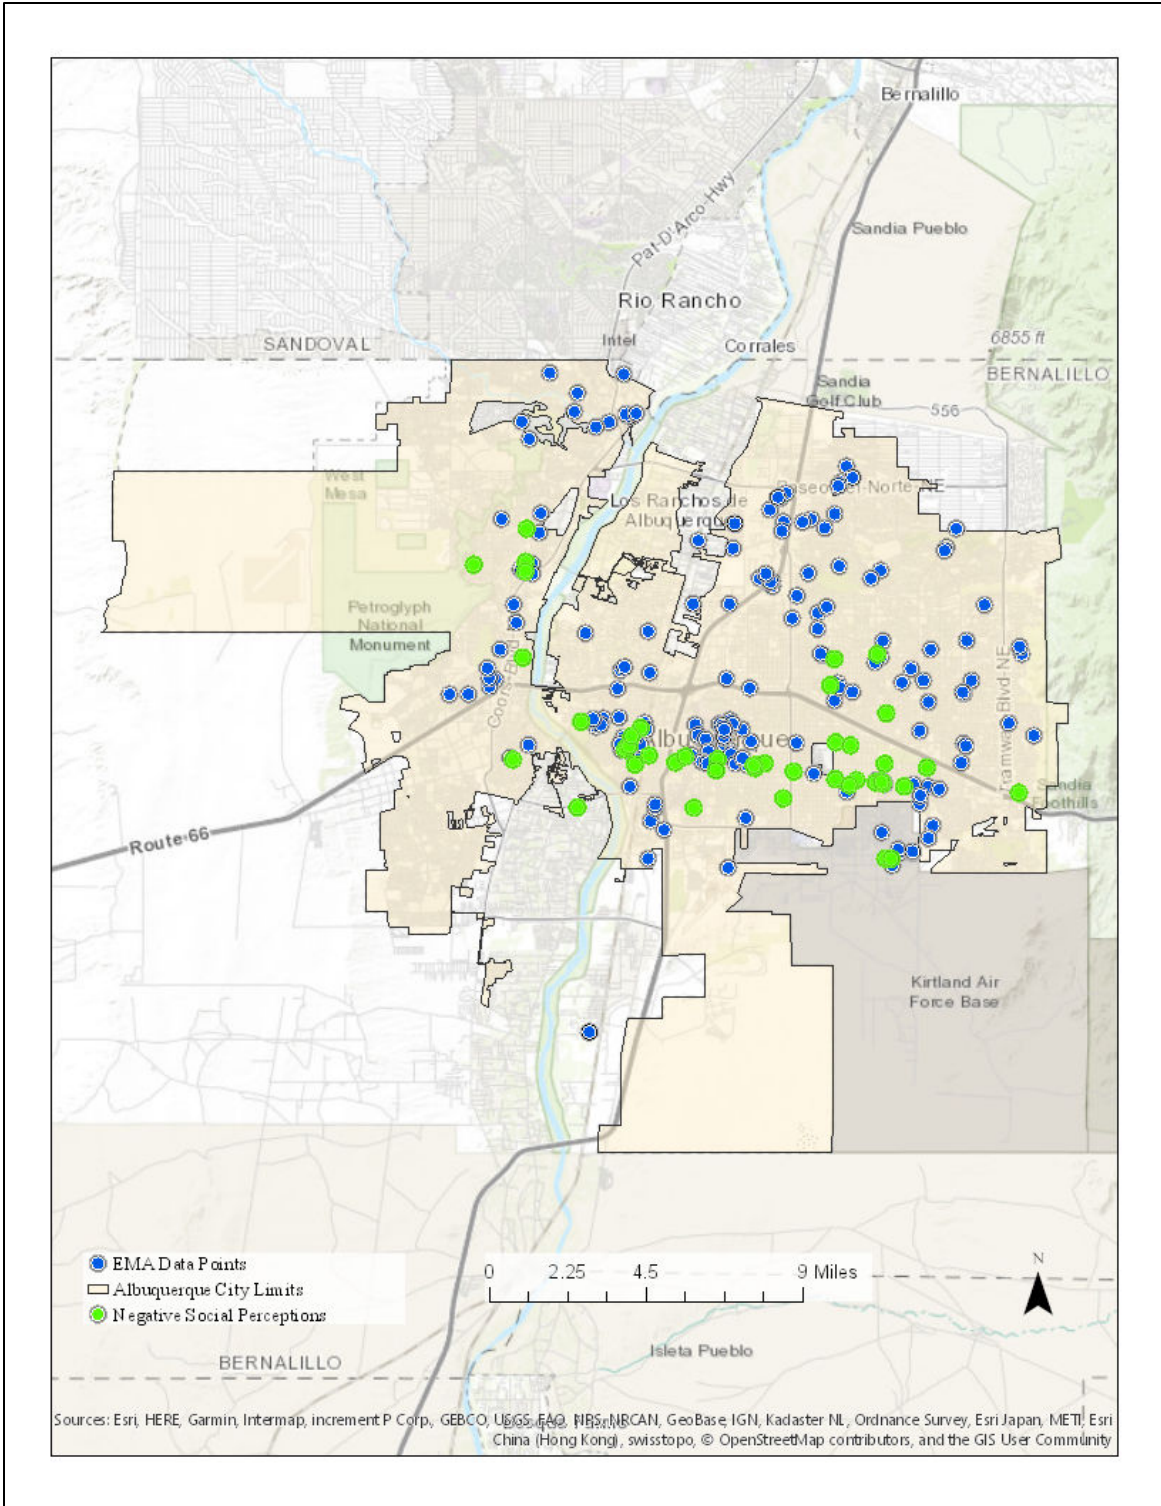 Bernalillo
Pat-D'Arco-Hwy
Sandia Pueblo
Rio Rancho
SANDOVAL
Intel
Corrales
6855 ft
BERNALILLO
Sandia
Golf Club
556
West
Mesa
Los Ranchos de
Albuquerque
Petroglyph
National
Monument
Coors-Blvd
Tramway-Blvd-NE
Albuquerque
Sandia
Foothills
Route-66
Kirtland Air
Force Base
EMA Data Points
Albuquerque City Limits
Negative Social Perceptions
0 2.25 4.5 9 Miles
N
BERNALILLO
Isleta Pueblo
Sources: Esri, HERE, Garmin, Intermap, increment P Corp., GEBCO, USGS, FAO, NPS, NRCAN, GeoBase, IGN, Kadaster NL, Ordnance Survey, Esri Japan, METI, Esri
China (Hong Kong), swisstopo, © OpenStreetMap contributors, and the GIS User Community